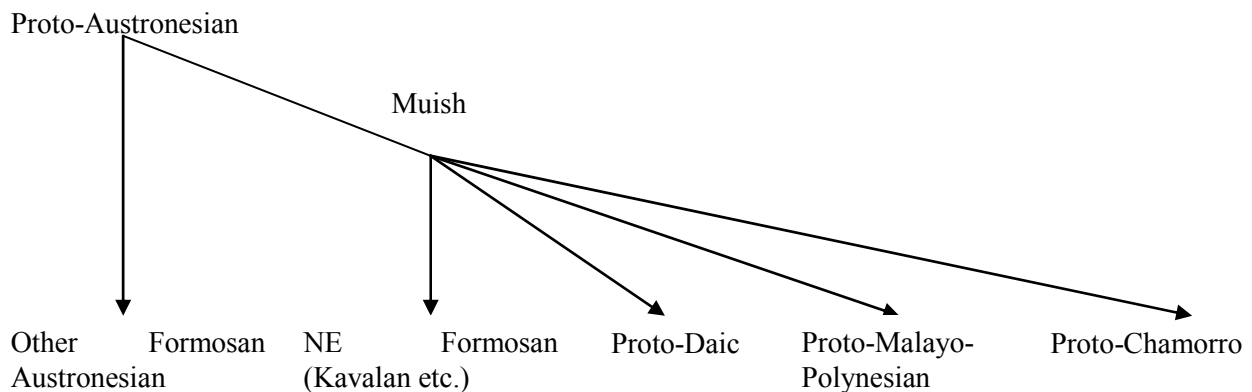 Proto-Austronesian
Muish
Other Formosan
Austronesian
NE Formosan
(Kavalan etc.)
Proto-Daic
Proto-Malayo-
Polynesian
Proto-Chamorro